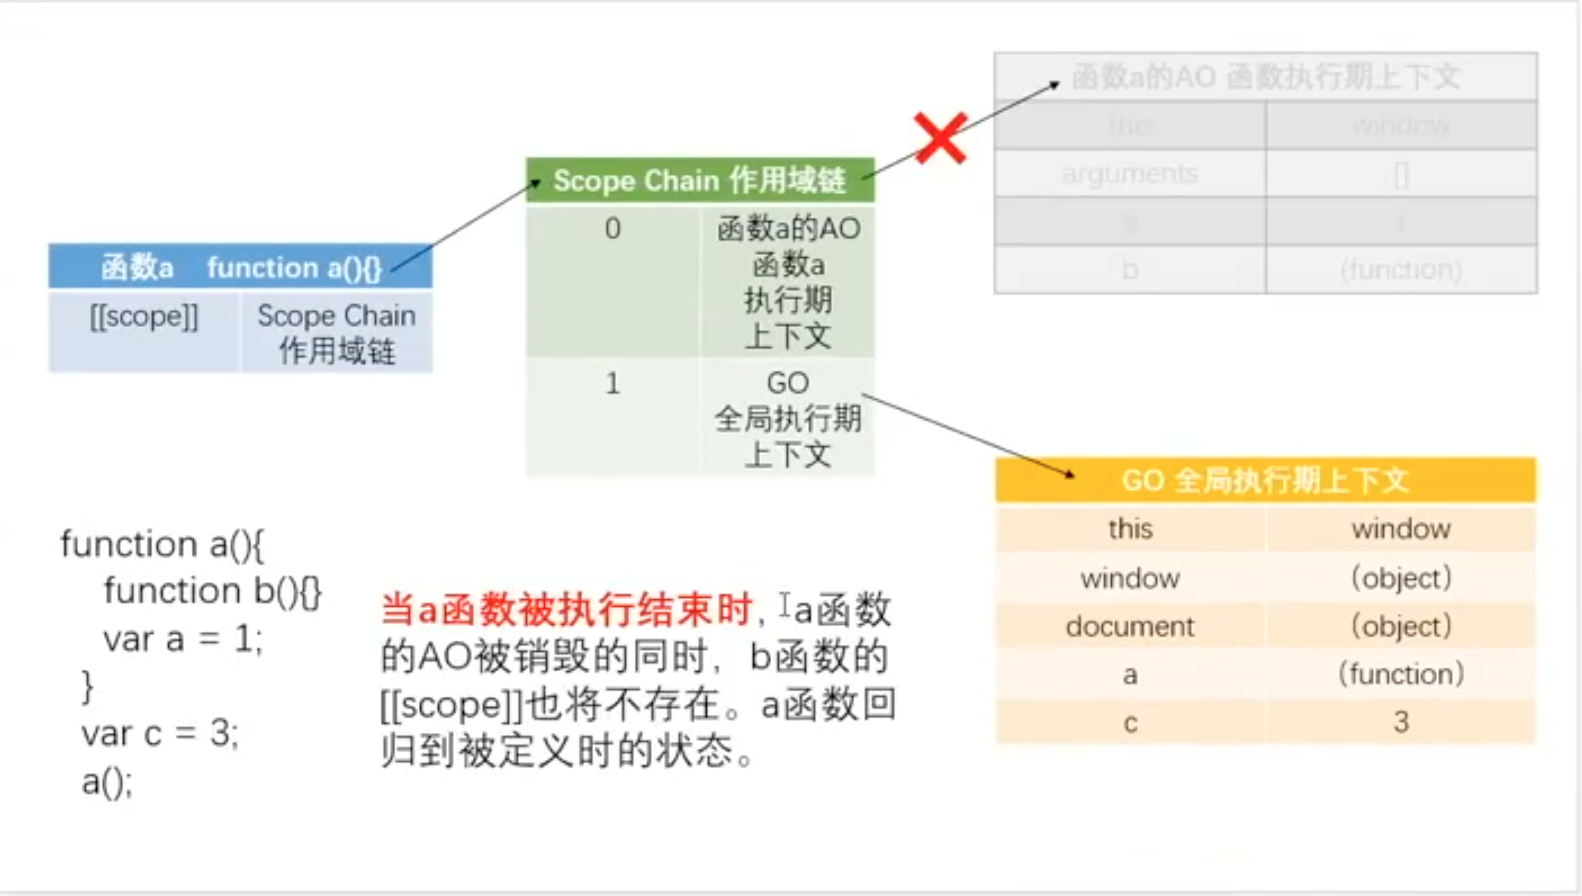 函数a的AO 函数执行期上下文
this window
arguments []
a 1
b (function)
Scope Chain 作用域链
0 函数a的AO
函数a
执行期
上下文
1 GO
全局执行期
上下文
函数a function a(){}
[[scope]] Scope Chain
作用域链
GO 全局执行期上下文
this window
window （object）
document （object）
a （function）
c 3
function a(){
function b(){}
var a = 1;
}
var c = 3;
a();
当a函数被执行结束时，a函数
的AO被销毁的同时，b函数的
[[scope]]也将不存在。a函数回
归到被定义时的状态。